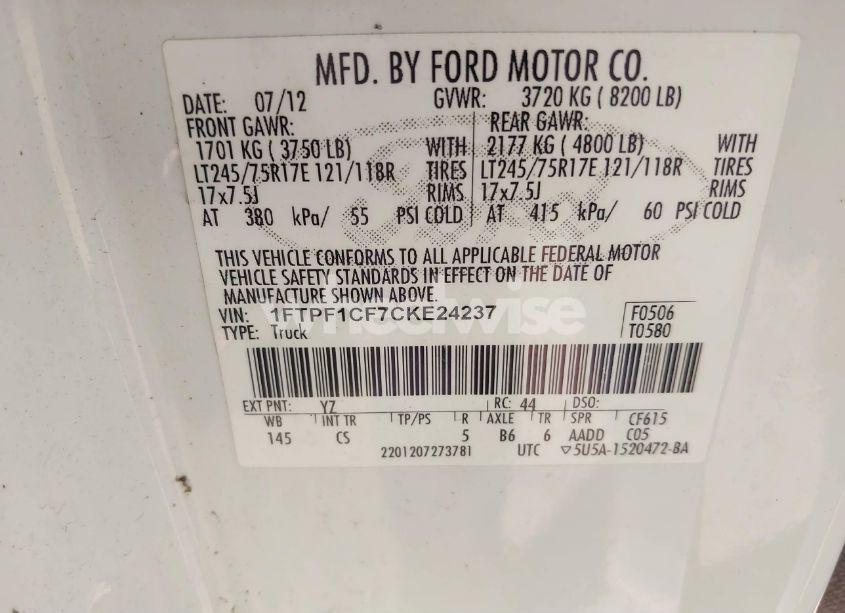 MFD. BY FORD MOTOR CO.
DATE: 07/12 GVWR: 3720 KG ( 8200 LB)
FRONT GAWR: REAR GAWR:
1701 KG ( 3750 LB) WITH 2177 KG ( 4800 LB) WITH
LT245/75R17E 121/118R TIRES LT245/75R17E 121/118R TIRES
17x7.5J RIMS 17x7.5J RIMS
AT 380 kPa/ 55 PSI COLD AT 415 kPa/ 60 PSI COLD
THIS VEHICLE CONFORMS TO ALL APPLICABLE FEDERAL MOTOR
VEHICLE SAFETY STANDARDS IN EFFECT ON THE DATE OF
MANUFACTURE SHOWN ABOVE.
VIN: 1FTPF1CF7CKE24237 F0506
TYPE: Truck T0580
wheelwise
EXT PNT: YZ RC: 44 DSO:
WB INT TR TP/PS R AXLE TR SPR CF615
145 CS 5 B6 6 AADD C05
2201207273781 UTC ▽5U5A-1520472-BA